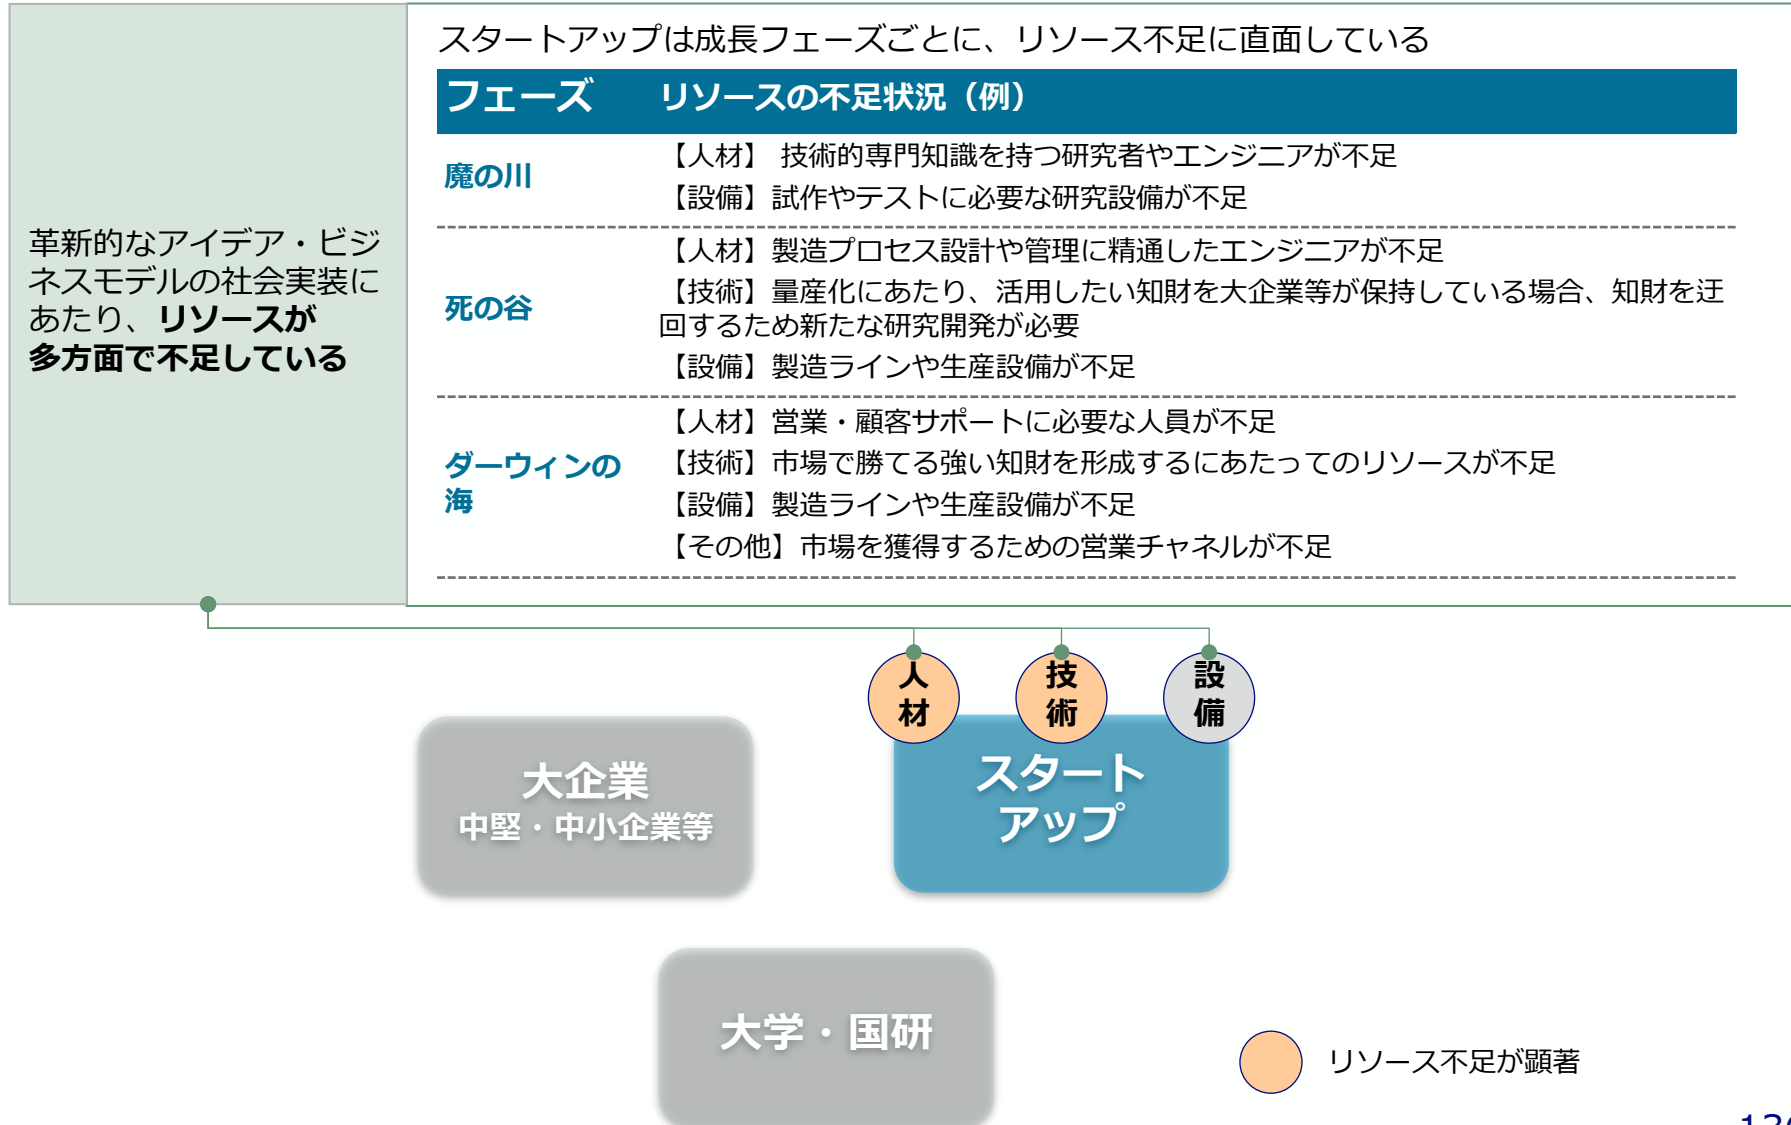 スタートアップは成長フェーズごとに、リソース不足に直面している
革新的なアイデア・ビジ
ネスモデルの社会実装に
あたり、リソースが
多方面で不足している
フェーズ リソースの不足状況（例）
魔の川
【人材】 技術的専門知識を持つ研究者やエンジニアが不足
【設備】試作やテストに必要な研究設備が不足
死の谷
【人材】製造プロセス設計や管理に精通したエンジニアが不足
【技術】量産化にあたり、活用したい知財を大企業等が保持している場合、知財を迂
回するため新たな研究開発が必要
【設備】製造ラインや生産設備が不足
ダーウィンの
海
【人材】営業・顧客サポートに必要な人員が不足
【技術】市場で勝てる強い知財を形成するにあたってのリソースが不足
【設備】製造ラインや生産設備が不足
【その他】市場を獲得するための営業チャネルが不足
人
材
技
術
設
備
大企業
中堅・中小企業等
スタート
アップ
大学・国研
リソース不足が顕著